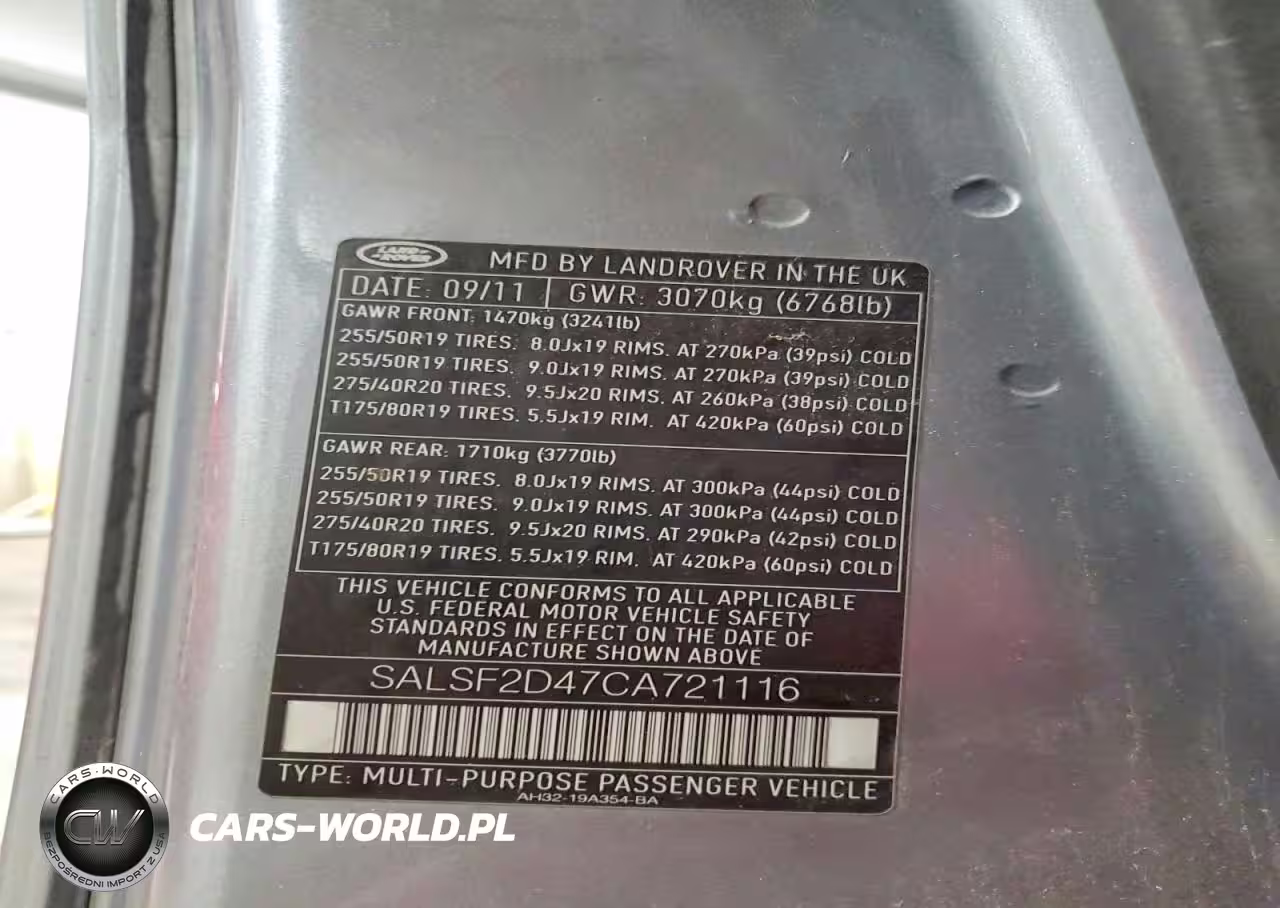 LAND-
ROVER
MFD BY LANDROVER IN THE UK
DATE: 09/11 GWR: 3070kg (6768lb)
GAWR FRONT: 1470kg (3241lb)
255/50R19 TIRES. 8.0Jx19 RIMS. AT 270kPa (39psi) COLD
255/50R19 TIRES. 9.0Jx19 RIMS. AT 270kPa (39psi) COLD
275/40R20 TIRES. 9.5Jx20 RIMS. AT 260kPa (38psi) COLD
T175/80R19 TIRES. 5.5Jx19 RIM. AT 420kPa (60psi) COLD
GAWR REAR: 1710kg (3770lb)
255/50R19 TIRES. 8.0Jx19 RIMS. AT 300kPa (44psi) COLD
255/50R19 TIRES. 9.0Jx19 RIMS. AT 300kPa (44psi) COLD
275/40R20 TIRES. 9.5Jx20 RIMS. AT 290kPa (42psi) COLD
T175/80R19 TIRES. 5.5Jx19 RIM. AT 420kPa (60psi) COLD
THIS VEHICLE CONFORMS TO ALL APPLICABLE
U.S. FEDERAL MOTOR VEHICLE SAFETY
STANDARDS IN EFFECT ON THE DATE OF
MANUFACTURE SHOWN ABOVE
SALSF2D47CA721116
TYPE: MULTI-PURPOSE PASSENGER VEHICLE
AH32-19A354-BA
CARS-WORLD
CW
BEZPOŚREDNI IMPORT Z USA
CARS-WORLD.PL